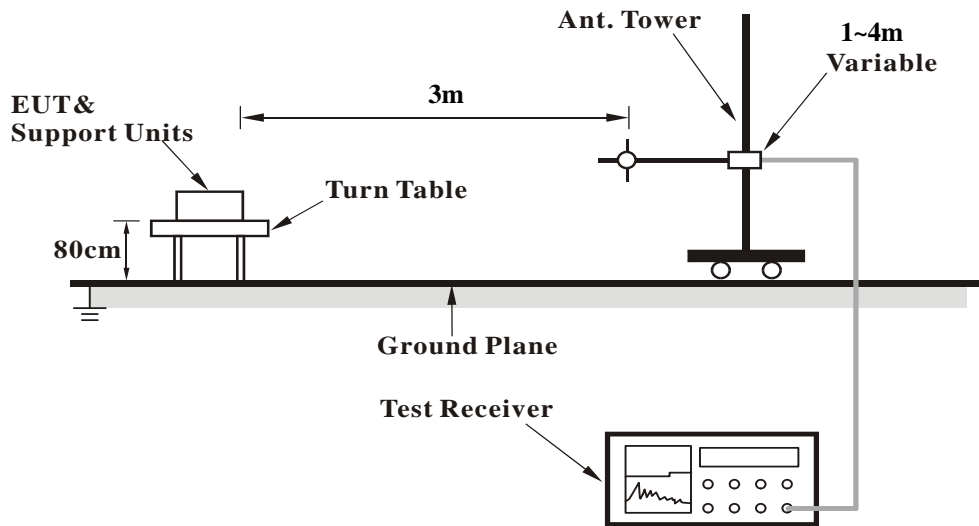 Ant. Tower
1~4m
Variable
3m
EUT&
Support Units
Turn Table
80cm
Ground Plane
Test Receiver